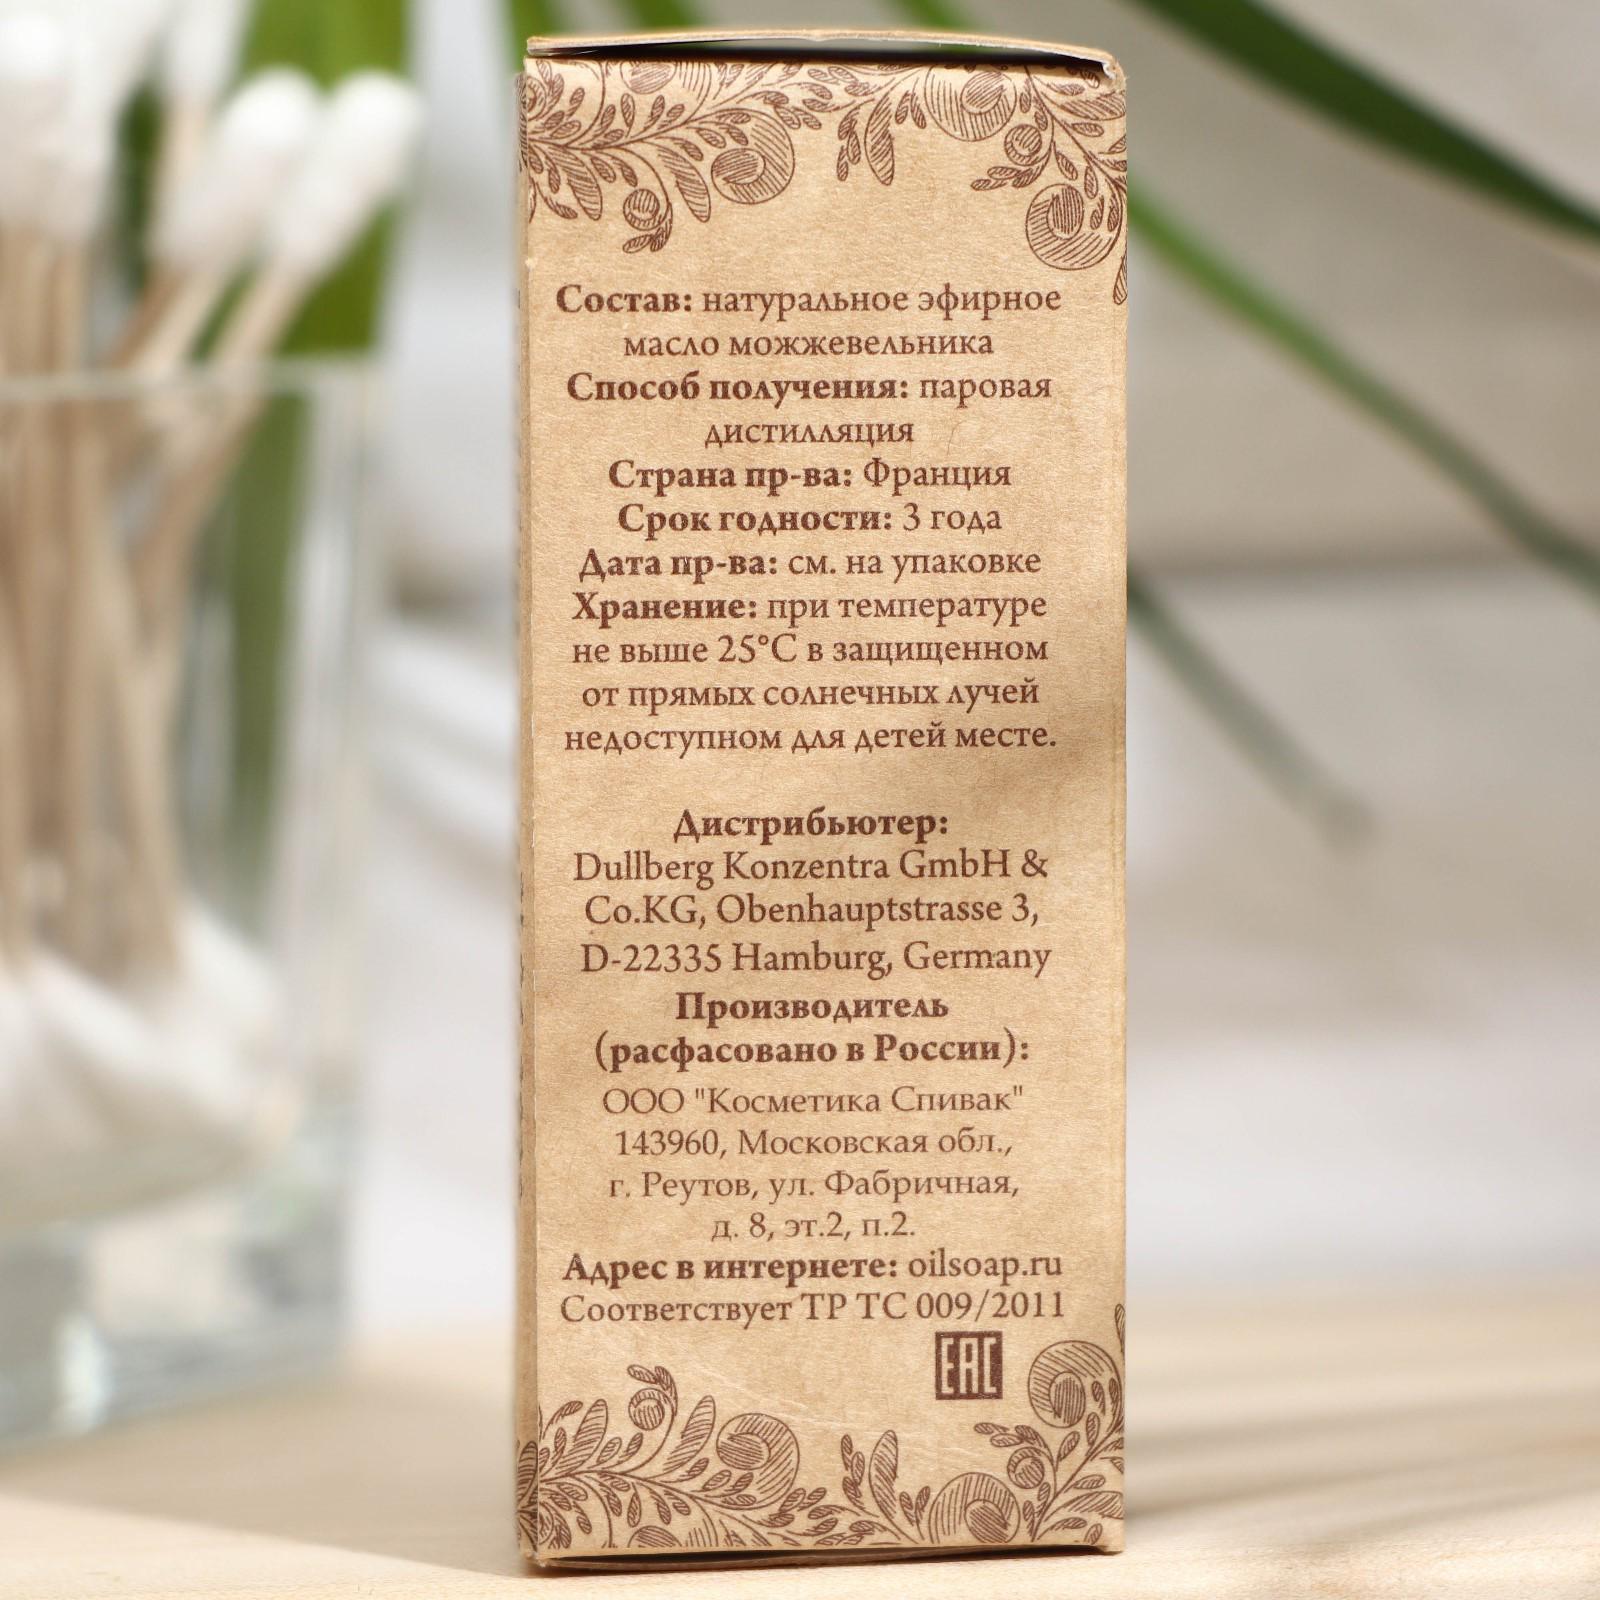 Состав: натуральное эфирное
масло можжевельника
Способ получения: паровая
дистилляция
Страна пр-ва: Франция
Срок годности: 3 года
Дата пр-ва: см. на упаковке
Хранение: при температуре
не выше 25°С в защищенном
от прямых солнечных лучей
недоступном для детей месте.
Дистрибьютер:
Dullberg Konzentra GmbH &
Co.KG, Obenhauptstrasse 3,
D-22335 Hamburg, Germany
Производитель
(расфасовано в России):
ООО "Косметика Спивак"
143960, Московская обл.,
г. Реутов, ул. Фабричная,
д. 8, эт.2, п.2.
Адрес в интернете: oilsoap.ru
Соответствует ТР ТС 009/2011
ЕАС